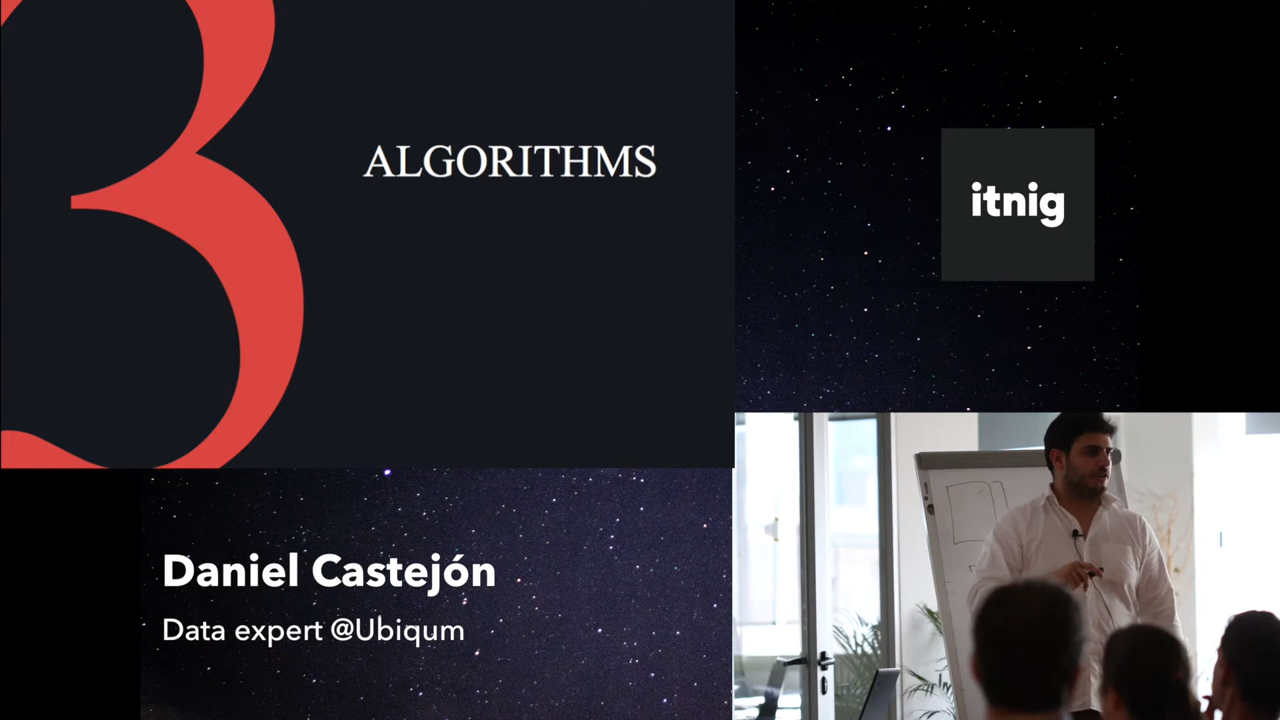 3
ALGORITHMS
itnig
Daniel Castejón
Data expert @Ubiqum